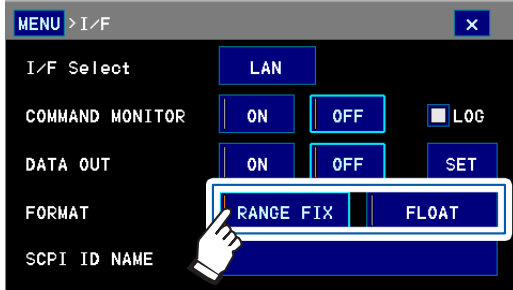 MENU > I/F ×
I/F Select LAN
COMMAND MONITOR ON OFF LOG
DATA OUT ON OFF SET
FORMAT RANGE FIX FLOAT
SCPI ID NAME